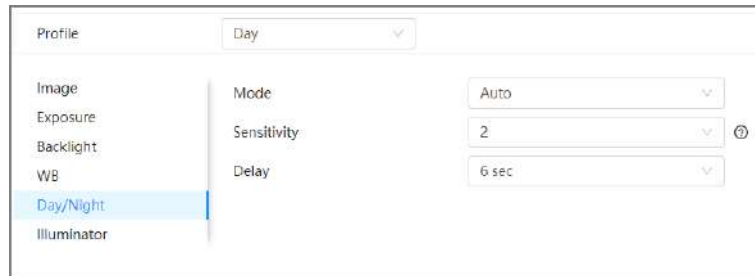 Profile Day
Image
Exposure
Backlight
WB
Day/Night
Illuminator
Mode Auto
Sensitivity 2
Delay 6 sec